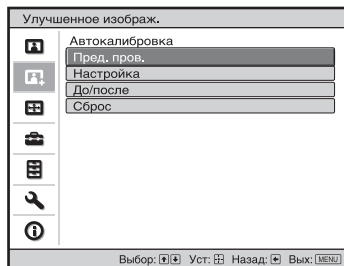 Улучшенное изображ.
Автокалибровка
Пред. пров.
Настройка
До/после
Сброс
Выбор: Уст: Назад: Вых: MENU